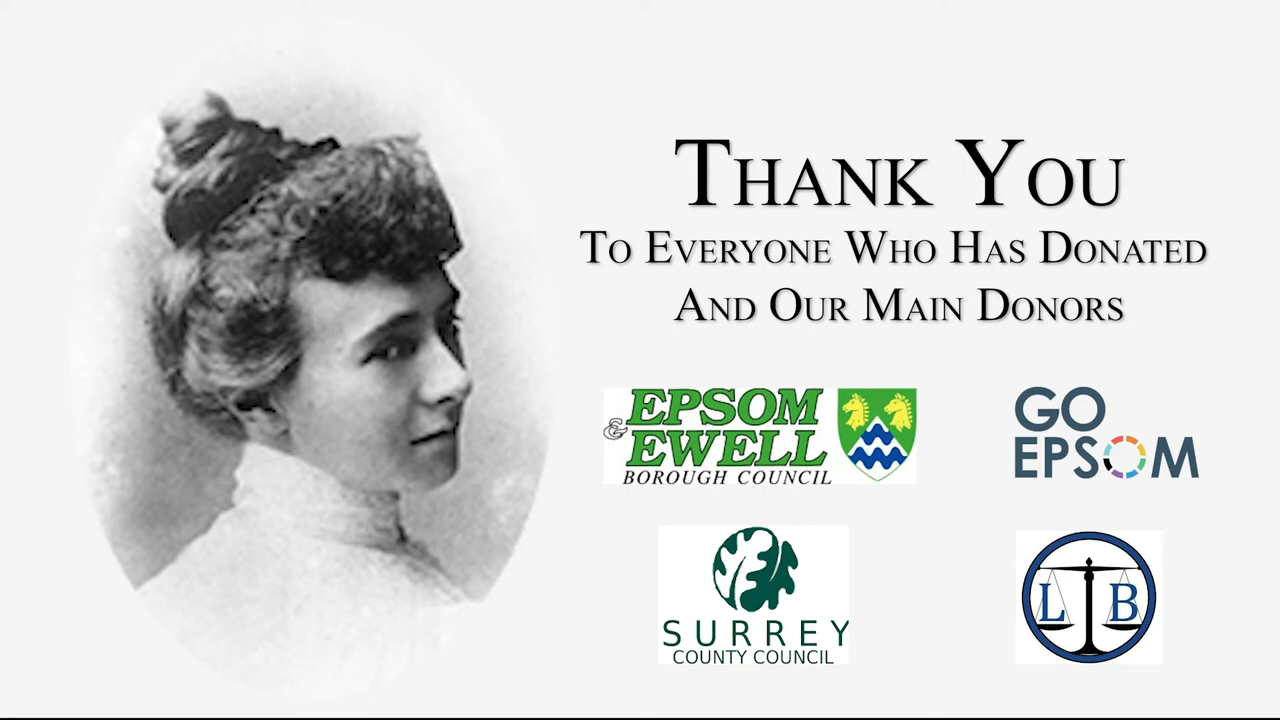 THANK YOU
TO EVERYONE WHO HAS DONATED
AND OUR MAIN DONORS
EPSOM
& EWELL
BOROUGH COUNCIL
GO
EPSOM
SURREY
COUNTY COUNCIL
L B